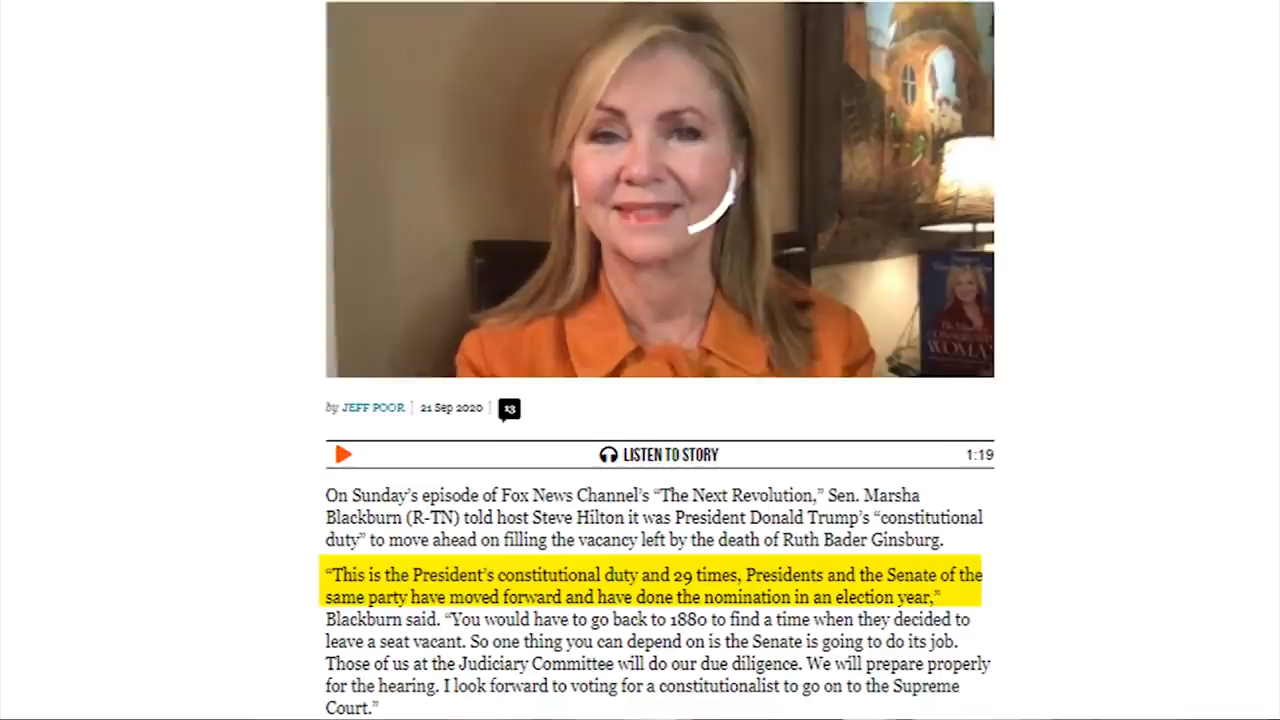 WOMAN
by JEFF POOR | 21 Sep 2020 | 13
LISTEN TO STORY 1:19
On Sunday's episode of Fox News Channel's “The Next Revolution,” Sen. Marsha
Blackburn (R-TN) told host Steve Hilton it was President Donald Trump's “constitutional
duty” to move ahead on filling the vacancy left by the death of Ruth Bader Ginsburg.
“This is the President's constitutional duty and 29 times, Presidents and the Senate of the
same party have moved forward and have done the nomination in an election year,”
Blackburn said. “You would have to go back to 1880 to find a time when they decided to
leave a seat vacant. So one thing you can depend on is the Senate is going to do its job.
Those of us at the Judiciary Committee will do our due diligence. We will prepare properly
for the hearing. I look forward to voting for a constitutionalist to go on to the Supreme
Court.”